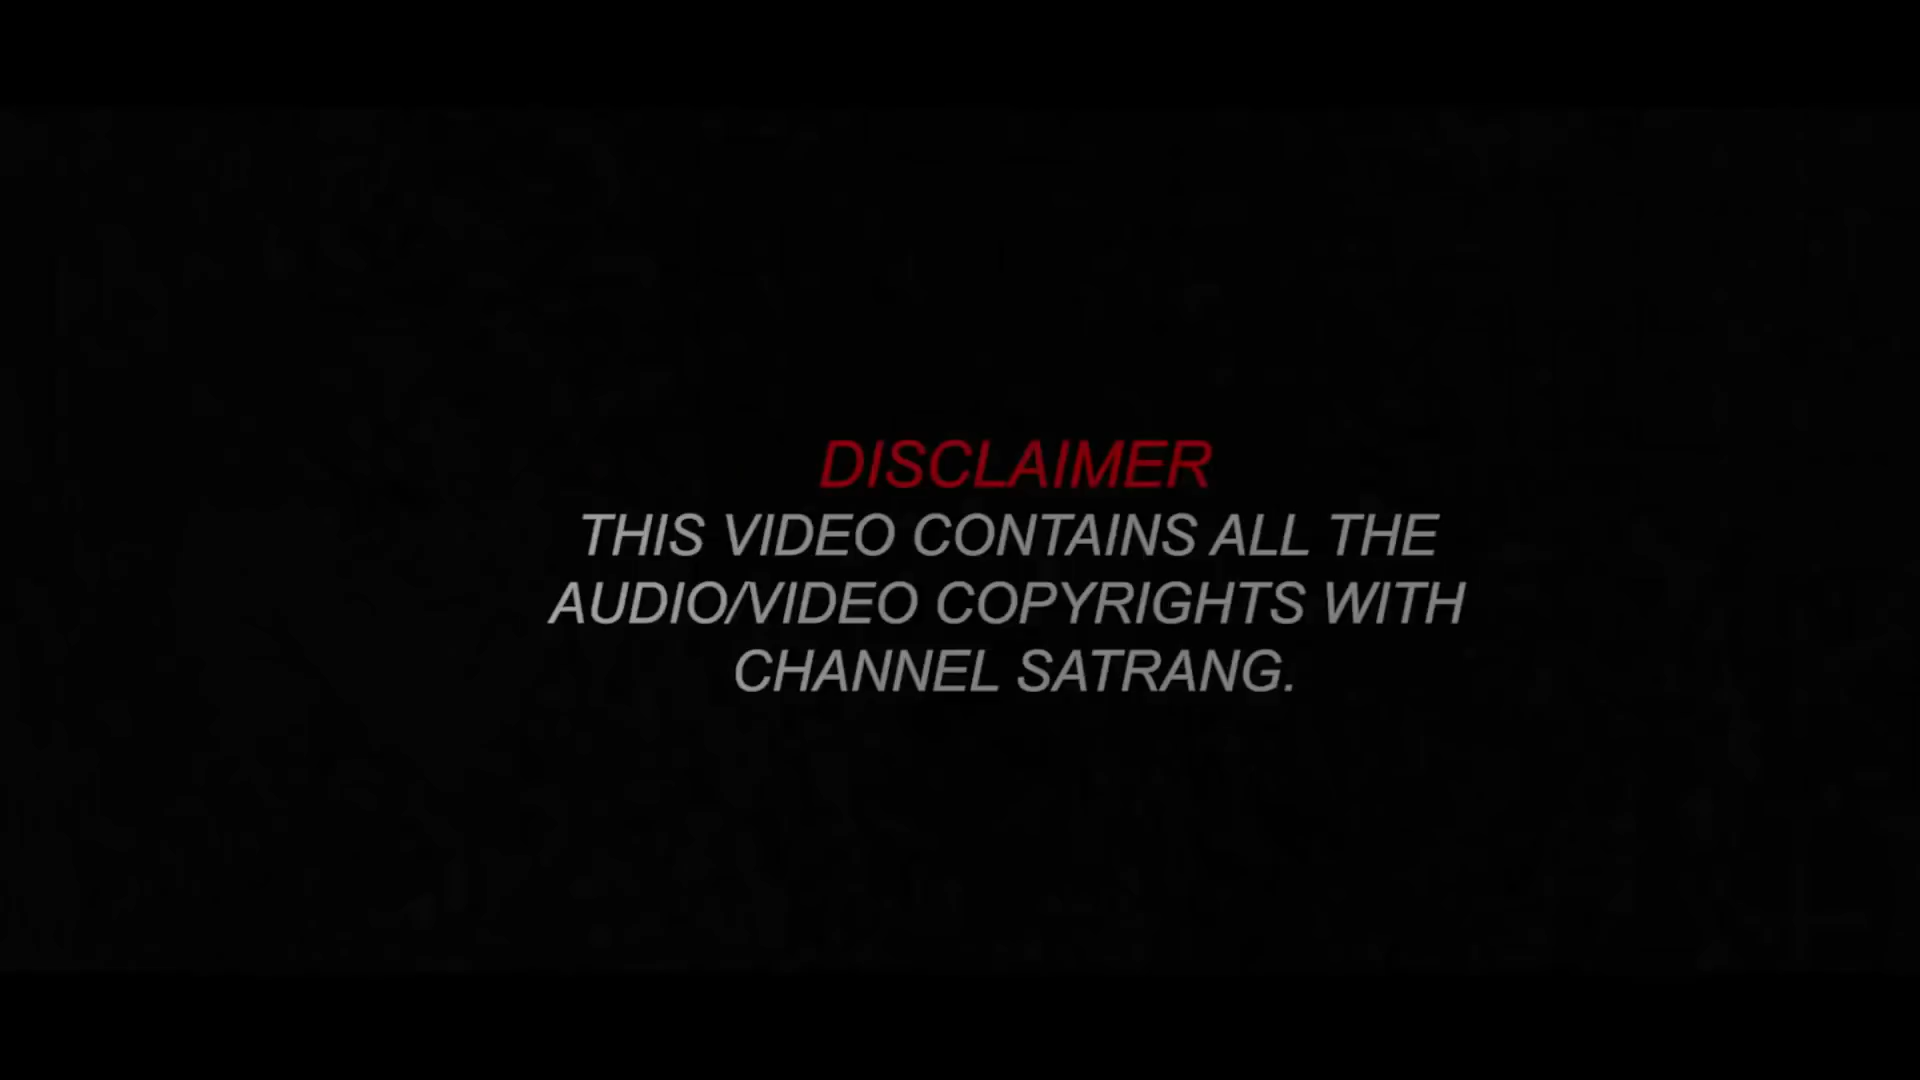 DISCLAIMER
THIS VIDEO CONTAINS ALL THE
AUDIO/VIDEO COPYRIGHTS WITH
CHANNEL SATRANG.